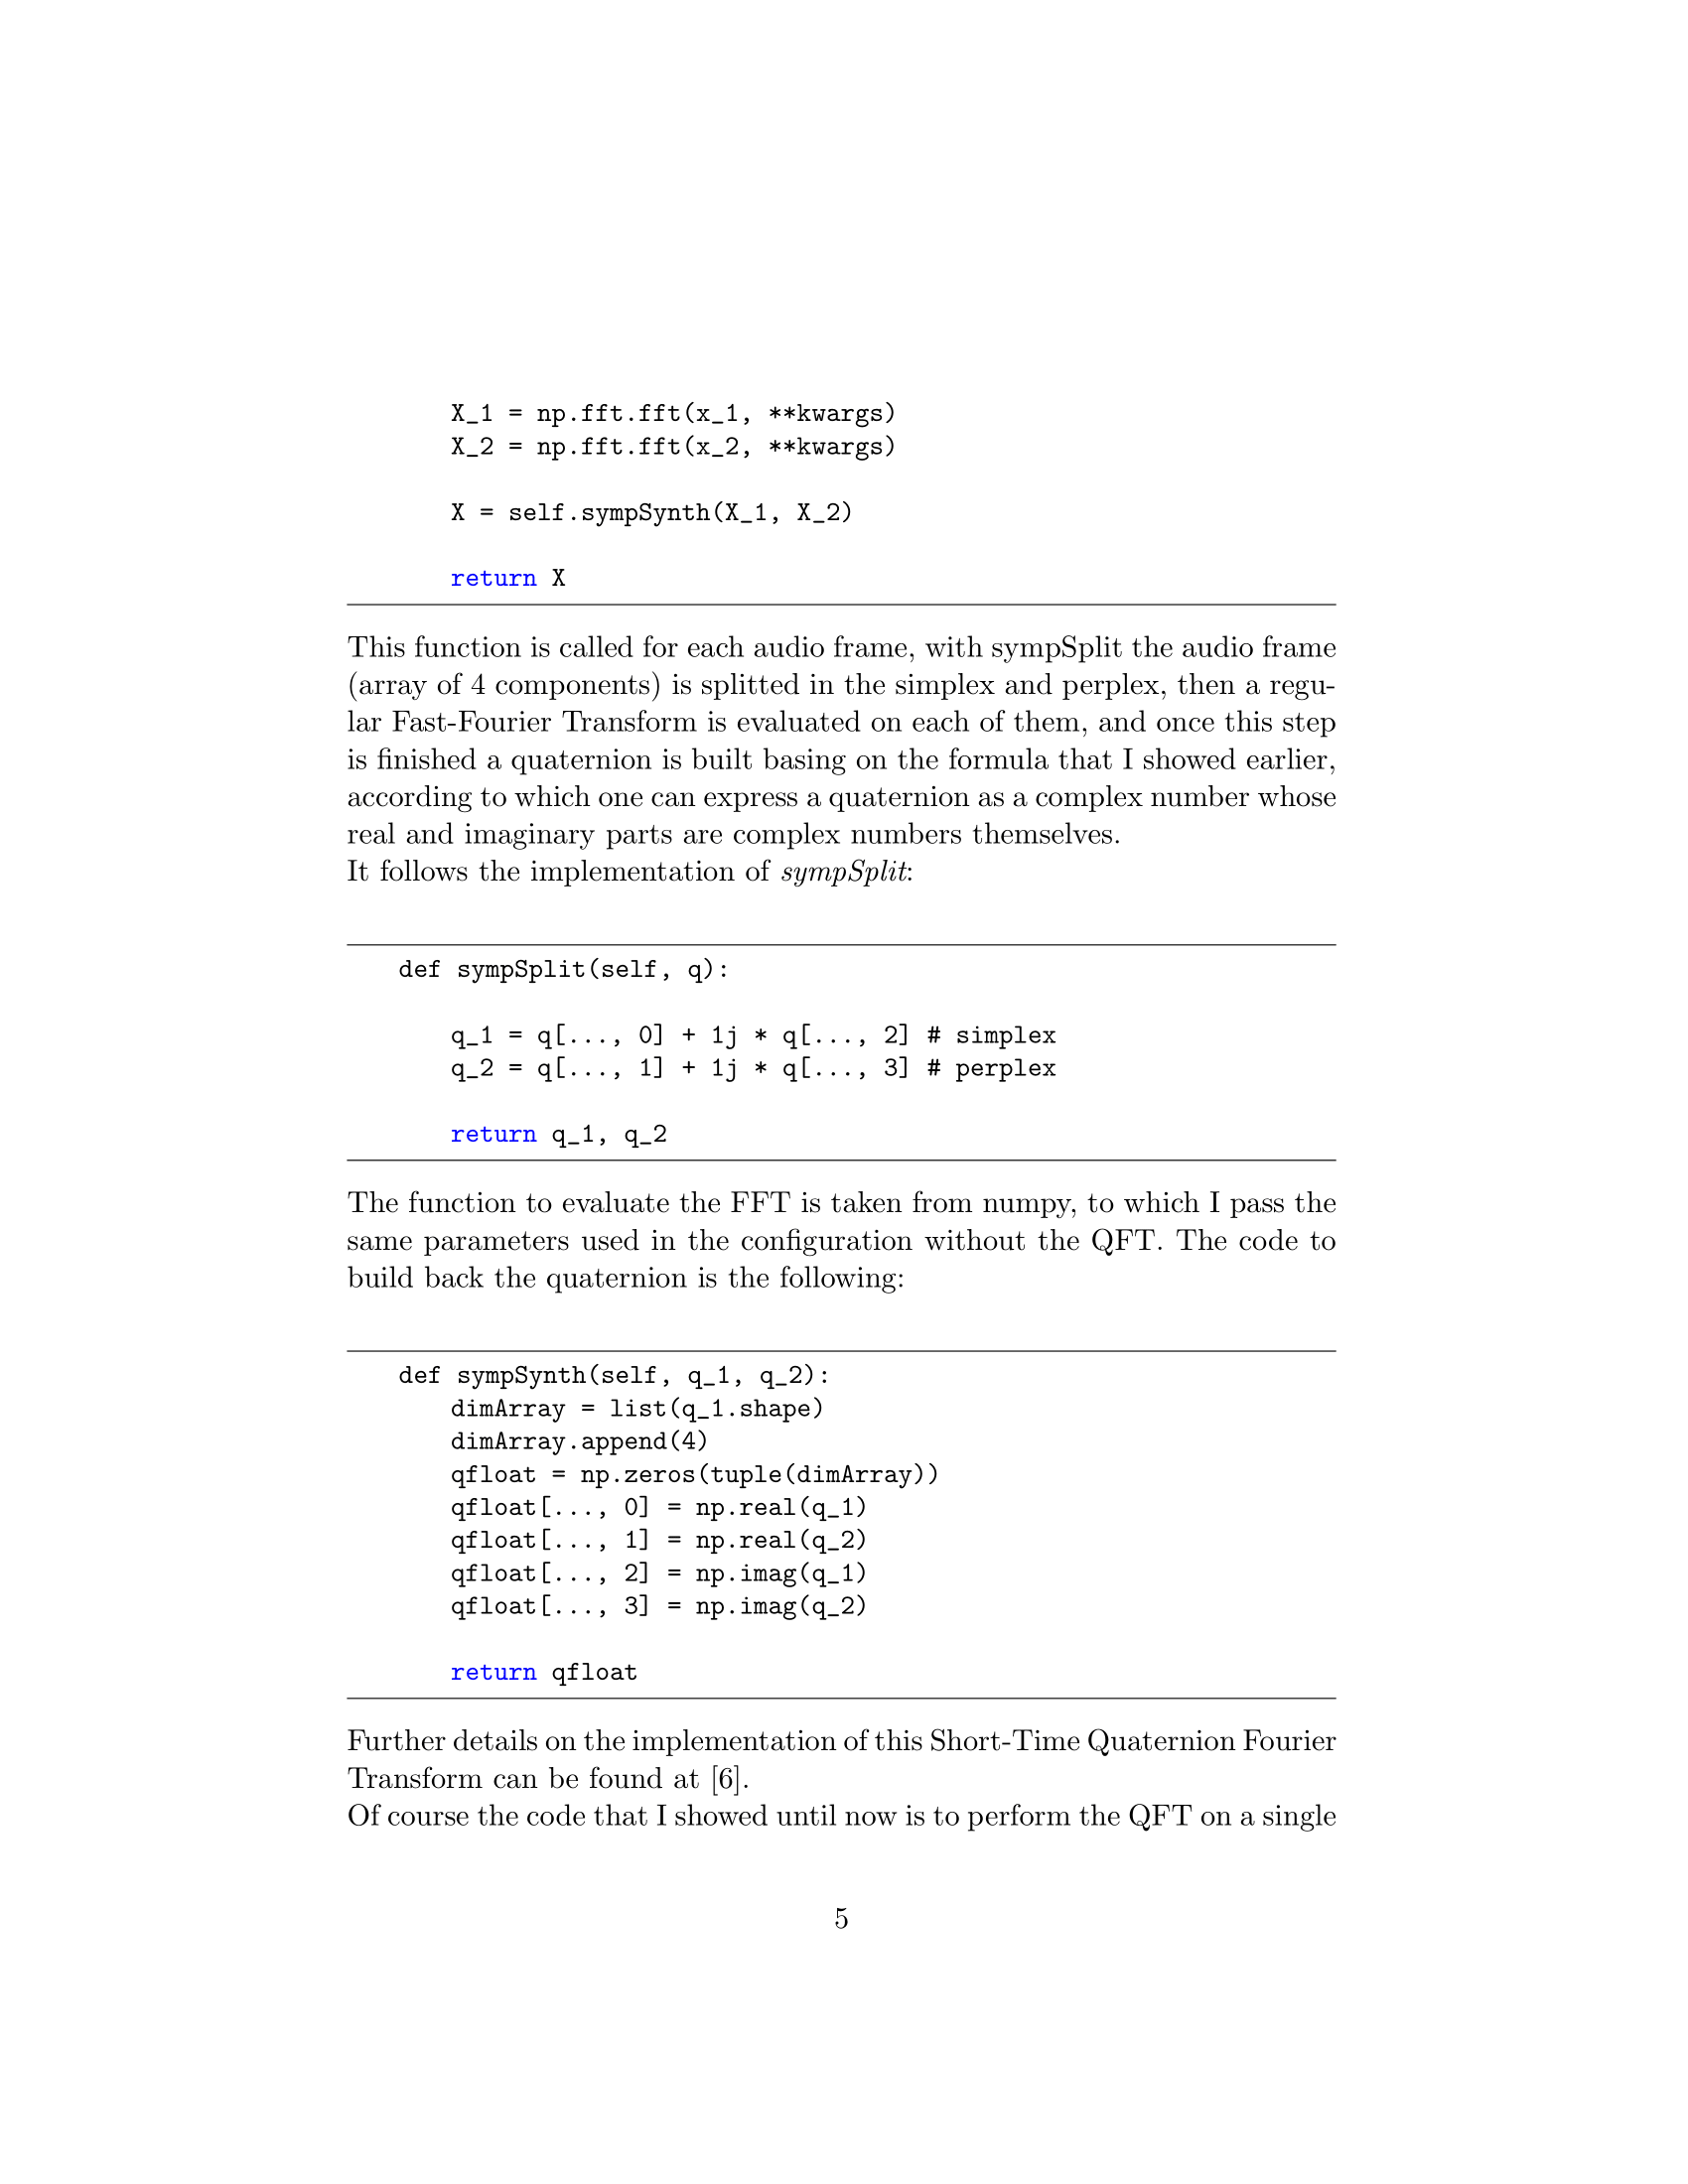 X_1 = np.fft.fft(x_1, **kwargs)
X_2 = np.fft.fft(x_2, **kwargs)
X = self.sympSynth(X_1, X_2)
return X
This function is called for each audio frame, with sympSplit the audio frame
(array of 4 components) is splitted in the simplex and perplex, then a regu-
lar Fast-Fourier Transform is evaluated on each of them, and once this step
is finished a quaternion is built basing on the formula that I showed earlier,
according to which one can express a quaternion as a complex number whose
real and imaginary parts are complex numbers themselves.
It follows the implementation of sympSplit:
def sympSplit(self, q):
q_1 = q[..., 0] + 1j * q[..., 2] # simplex
q_2 = q[..., 1] + 1j * q[..., 3] # perplex
return q_1, q_2
The function to evaluate the FFT is taken from numpy, to which I pass the
same parameters used in the configuration without the QFT. The code to
build back the quaternion is the following:
def sympSynth(self, q_1, q_2):
dimArray = list(q_1.shape)
dimArray.append(4)
qfloat = np.zeros(tuple(dimArray))
qfloat[..., 0] = np.real(q_1)
qfloat[..., 1] = np.real(q_2)
qfloat[..., 2] = np.imag(q_1)
qfloat[..., 3] = np.imag(q_2)
return qfloat
Further details on the implementation of this Short-Time Quaternion Fourier
Transform can be found at [6].
Of course the code that I showed until now is to perform the QFT on a single
5